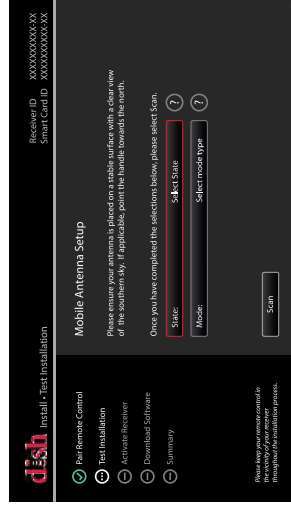 dish
Install • Test Installation
Receiver ID XXXXXXXXXX-XX
Smart Card ID XXXXXXXXXX-XX
Pair Remote Control
Test Installation
Activate Receiver
Download Software
Summary
Please keep your remote control in
the vicinity of your receiver
throughout the installation process.
Mobile Antenna Setup
Please ensure your antenna is placed on a stable surface with a clear view
of the southern sky. If applicable, point the handle towards the north.
Once you have completed the selections below, please select Scan.
State: Select State ?
Mode: Select mode type ?
Scan